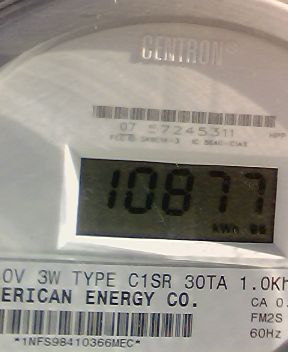 CENTRON®
07 57245311
10877
0V 3W TYPE C1SR 30TA 1.0Kh
ERICAN ENERGY CO.
CA 0.
FM2S
60Hz
*1NFS98410366MEC*